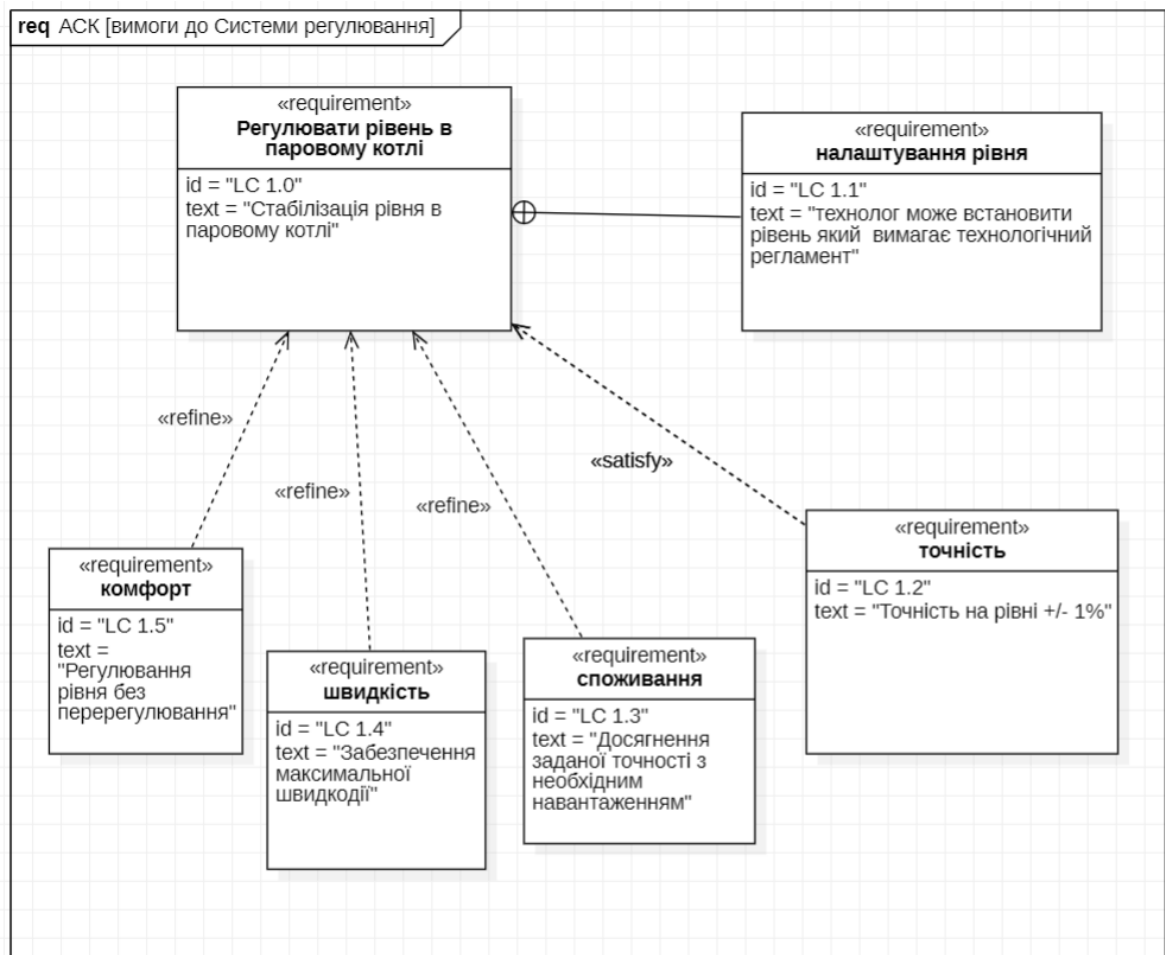 req АСК [вимоги до Системи регулювання]
«requirement»
Регулювати рівень в
паровому котлі
id = "LC 1.0"
text = "Стабілізація рівня в
паровому котлі"
«requirement»
налаштування рівня
id = "LC 1.1"
text = "технолог може встановити
рівень який вимагає технологічний
регламент"
«refine»
«refine»
«refine»
«satisfy»
«requirement»
комфорт
id = "LC 1.5"
text =
"Регулювання
рівня без
перерегулювання"
«requirement»
швидкість
id = "LC 1.4"
text = "Забезпечення
максимальної
швидкодії"
«requirement»
споживання
id = "LC 1.3"
text = "Досягнення
заданої точності з
необхідним
навантаженням"
«requirement»
точність
id = "LC 1.2"
text = "Точність на рівні +/- 1%"